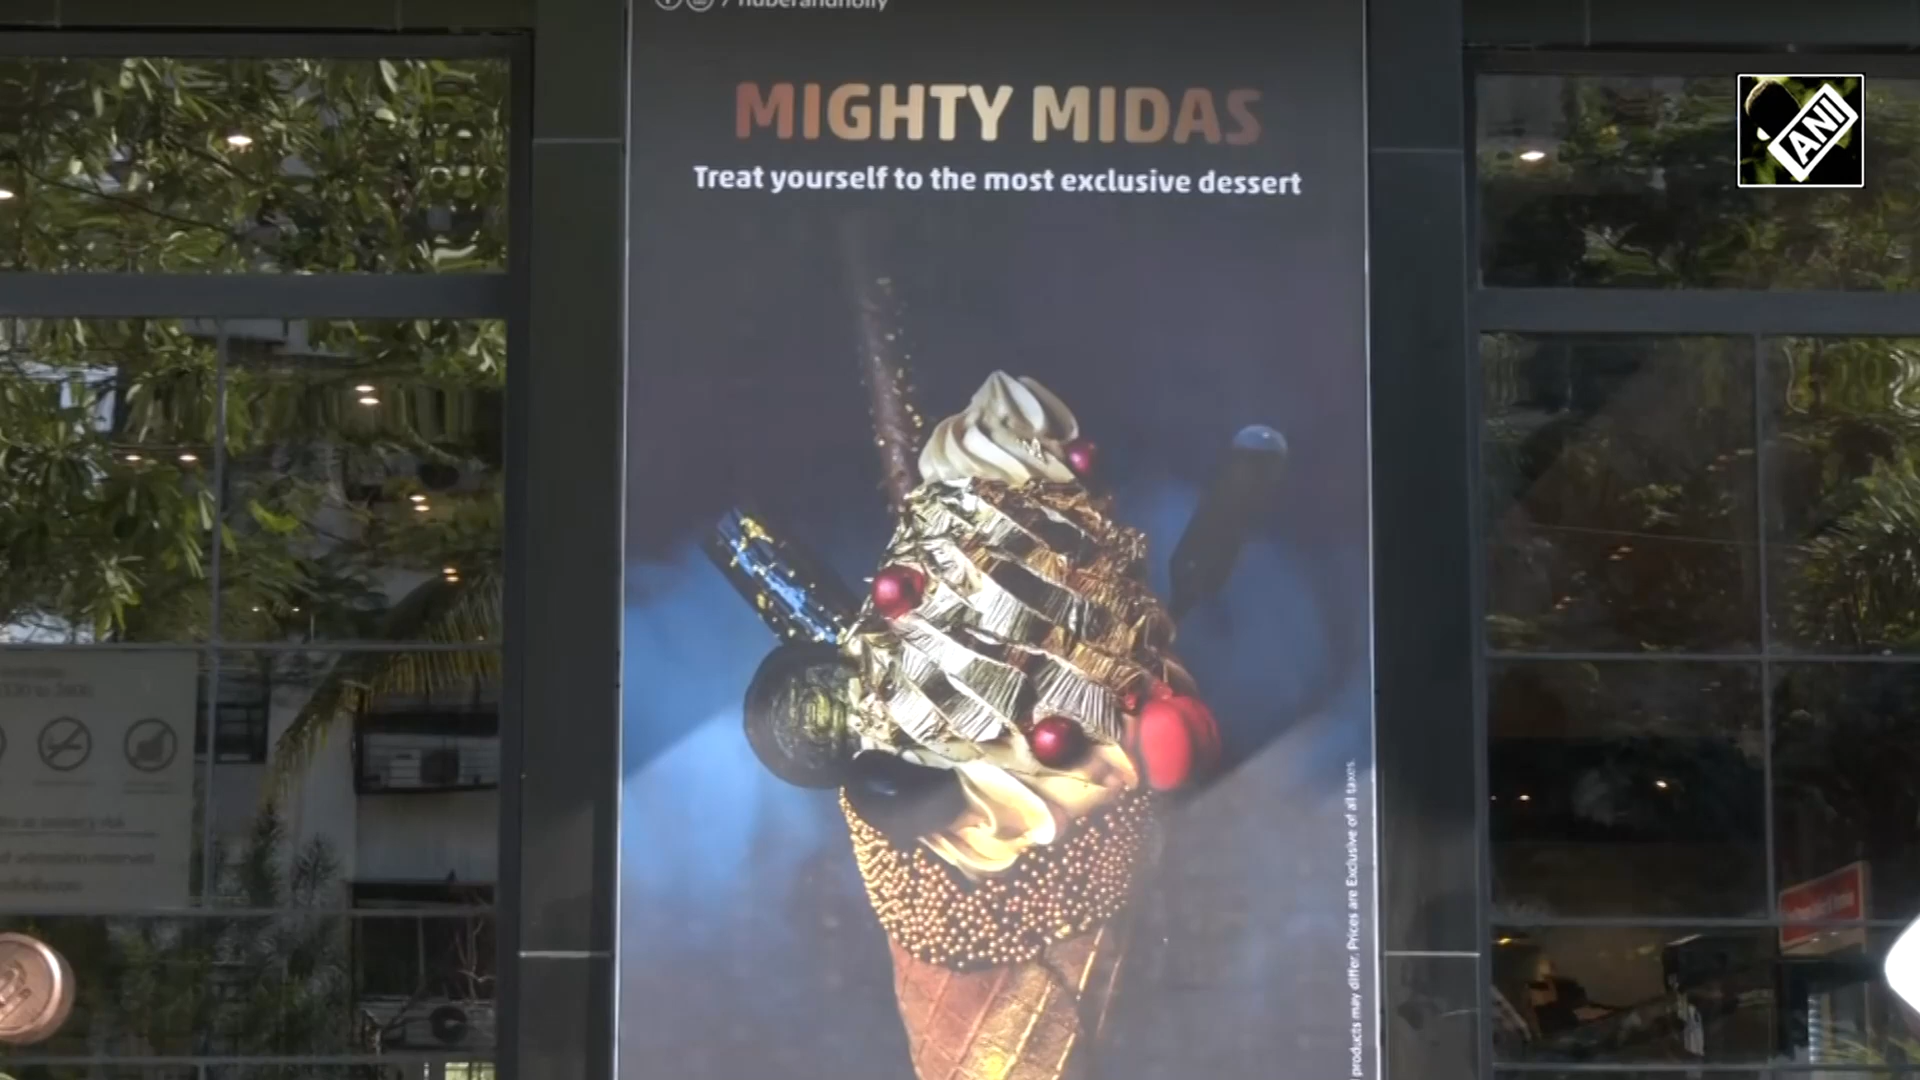 / huberandholly
MIGHTY MIDAS
Treat yourself to the most exclusive dessert
ANI
products may differ. Prices are Exclusive of all taxes.